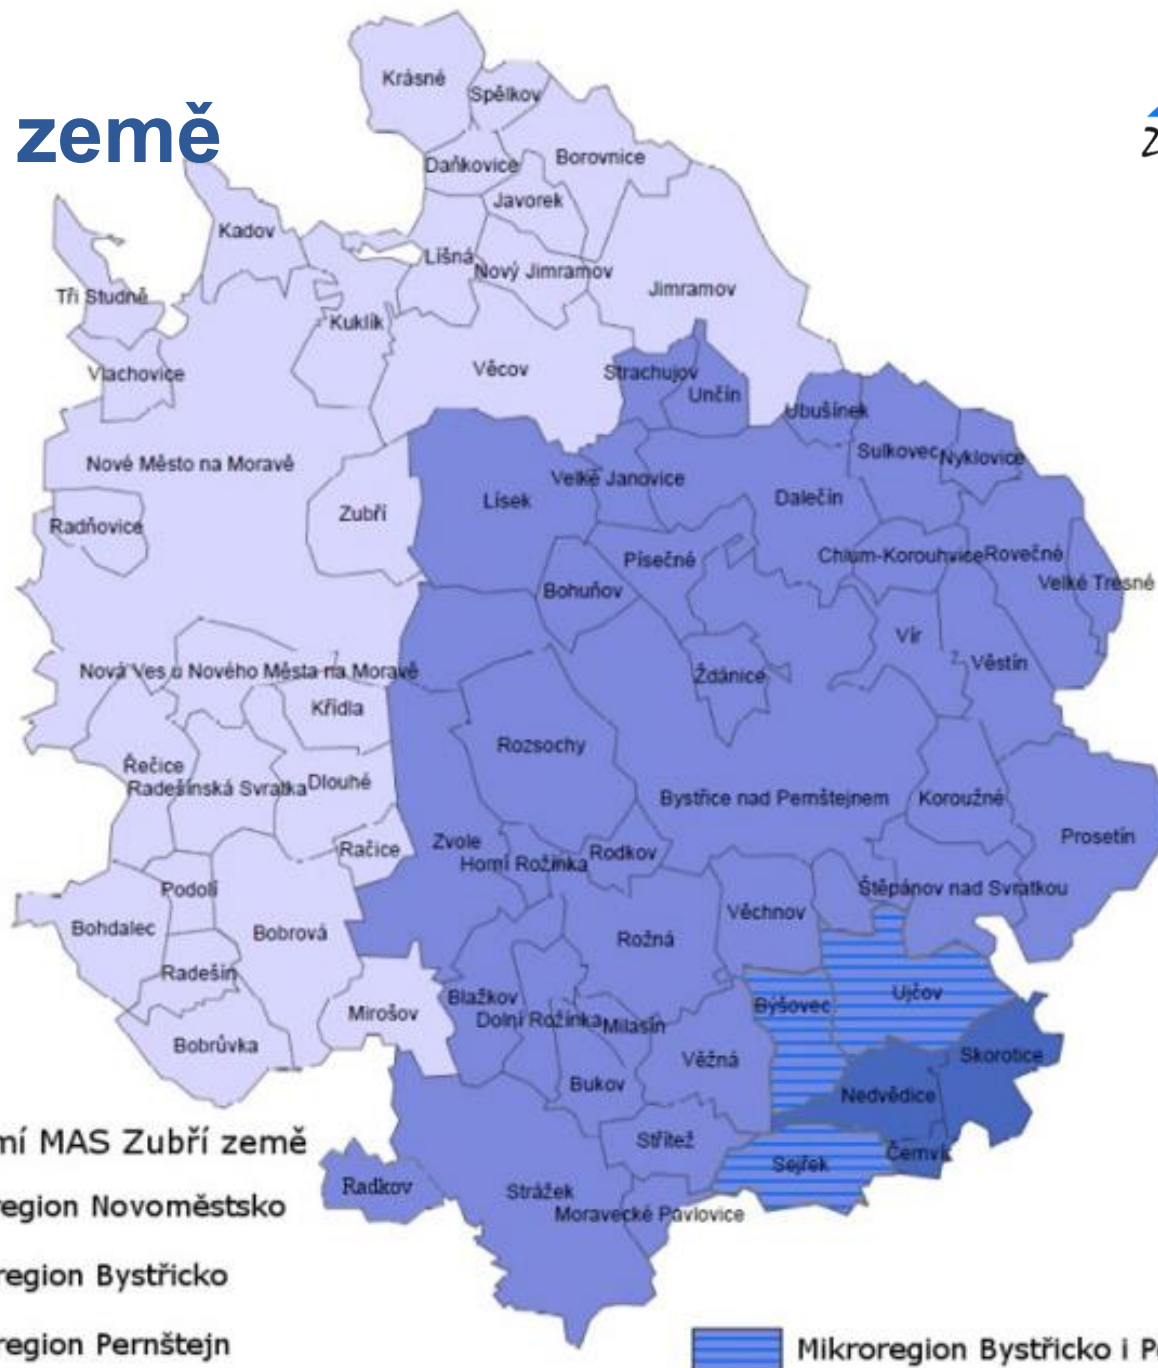 země
Krásné
Spělkov
Daňkovice
Borovnice
Javorek
Kadov
Líšná
Nový Jimramov
Jimramov
Tři Studně
Kuklík
Vlachovice
Věcov
Strachujov
Unčín
Ubušínek
Sulkovec
Nyklovice
Nové Město na Moravě
Velké Janovice
Lísek
Dalečín
Radňovice
Zubří
Písečné
Chlum-Korouhvice
Rovečné
Velké Tresné
Bohuňov
Vír
Věstín
Nová Ves u Nového Města na Moravě
Ždánice
Křídla
Rozsochy
Řečice
Radešínská Svratka
Dlouhé
Bystřice nad Pernštejnem
Koroužné
Prosetín
Zvole
Račice
Horní Rožínka
Rodkov
Podolí
Štěpánov nad Svratkou
Věchnov
Bohdalec
Bobrová
Rožná
Radešín
Blažkov
Býšovec
Ujčov
Mirošov
Dolní Rožínka
Milasín
Bobrůvka
Věžná
Skorotice
Bukov
Nedvědice
Střítež
Černvír
Sejřek
Radkov
Strážek
Moravecké Pavlovice
mí MAS Zubří země
region Novoměstsko
region Bystřicko
region Pernštejn
Mikroregion Bystřicko i P